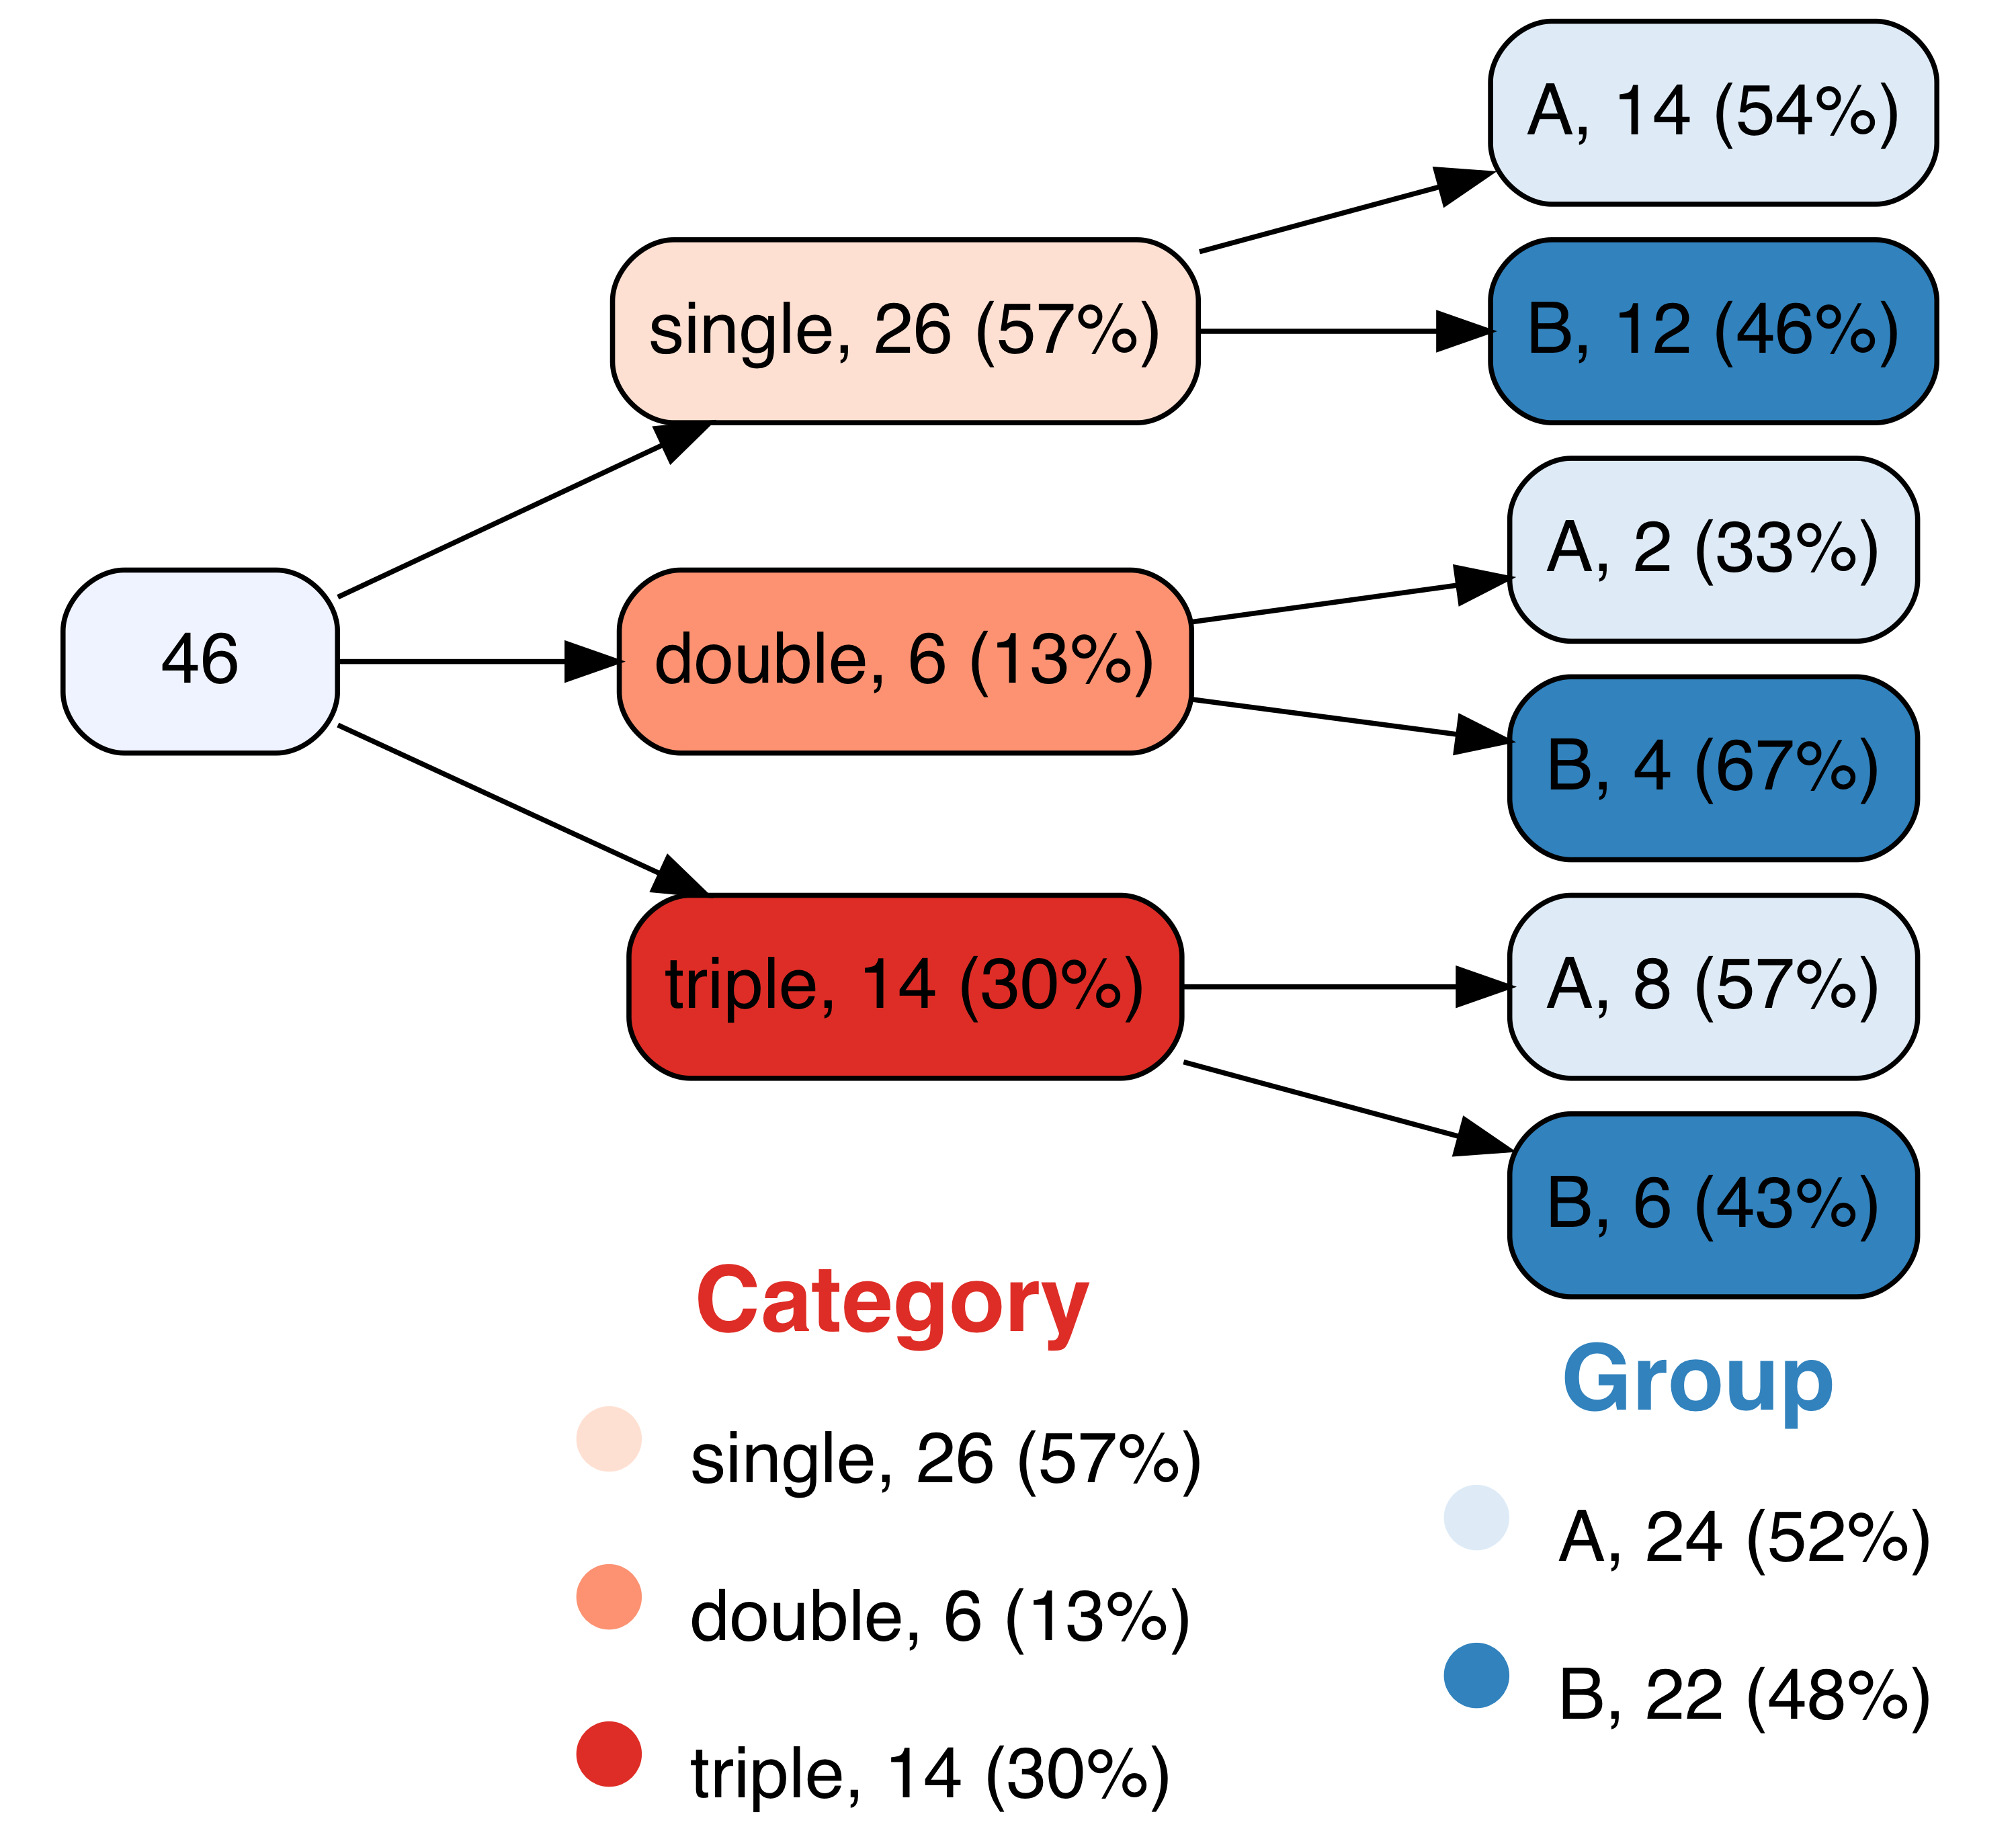 A, 14 (54%)
single, 26 (57%)
B, 12 (46%)
A, 2 (33%)
46
double, 6 (13%)
B, 4 (67%)
triple, 14 (30%)
A, 8 (57%)
B, 6 (43%)
Category
single, 26 (57%)
double, 6 (13%)
triple, 14 (30%)
Group
A, 24 (52%)
B, 22 (48%)